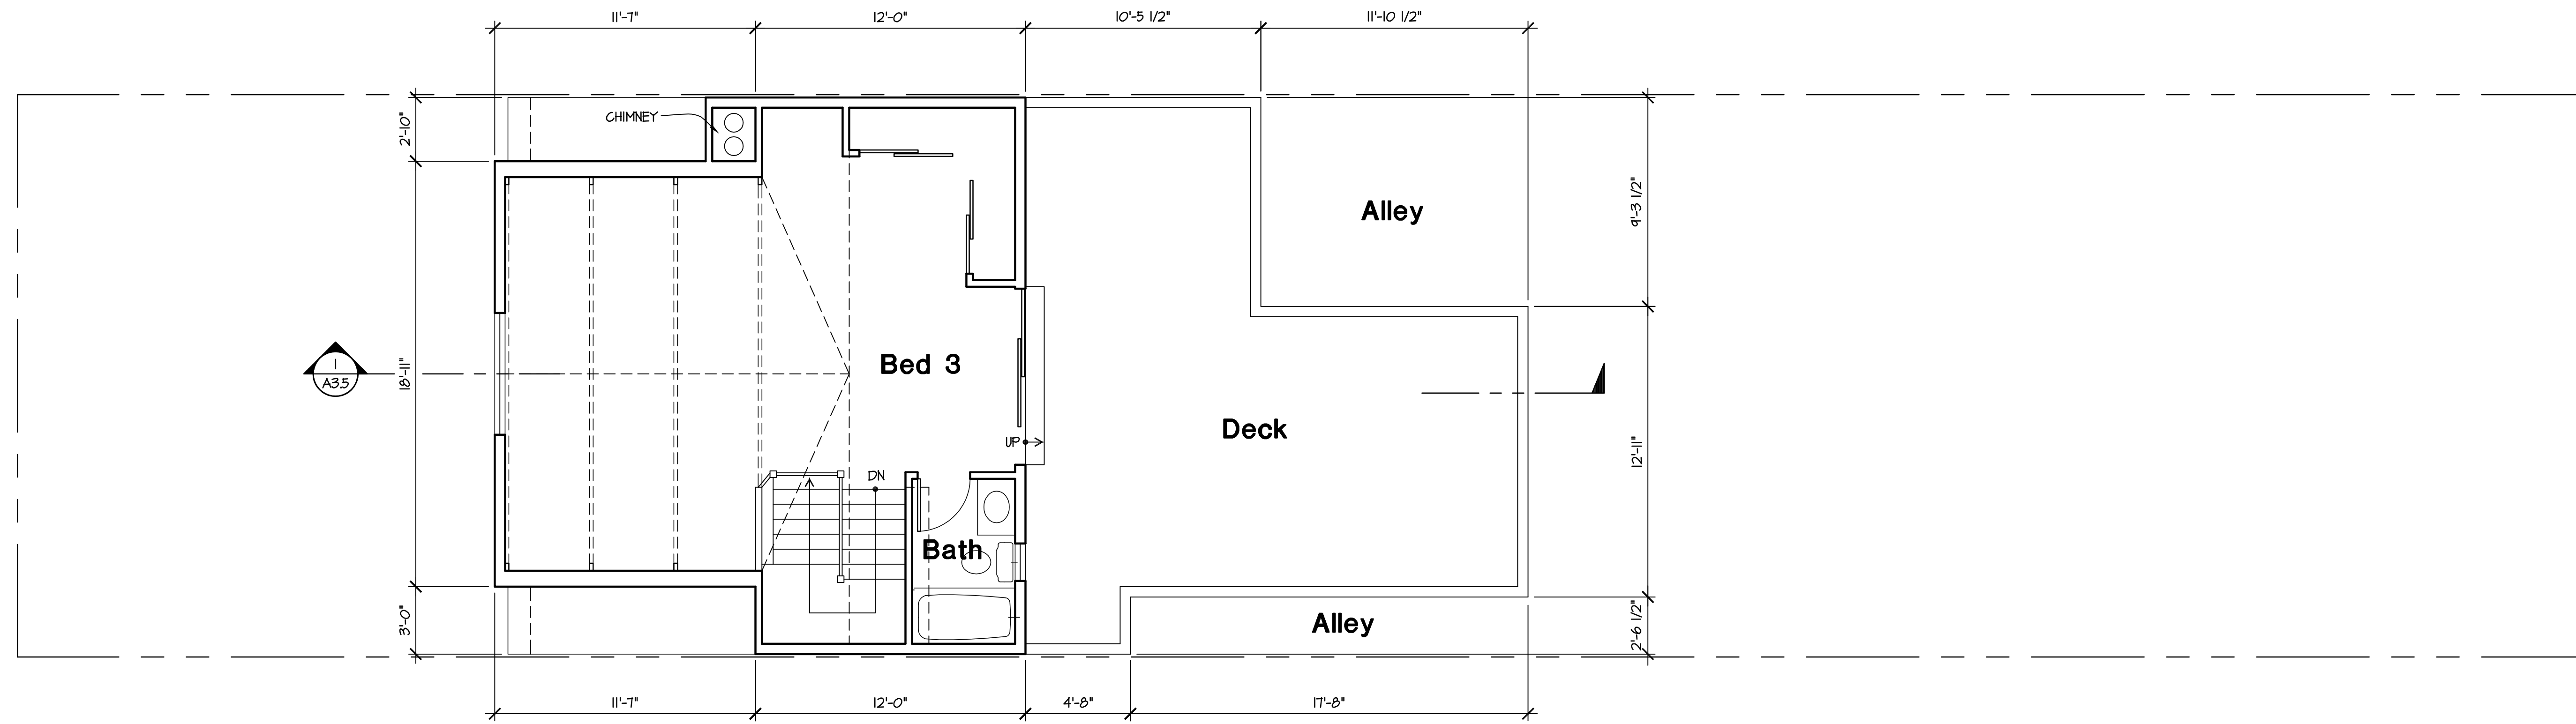 11'-7"
12'-0"
10'-5 1/2"
11'-10 1/2"
CHIMNEY
2'-10"
Alley
9'-3 1/2"
1
A3.5
18'-11"
Bed 3
Deck
UP
DN
12'-11"
Bath
3'-0"
Alley
2'-6 1/2"
11'-7"
12'-0"
4'-8"
17'-8"